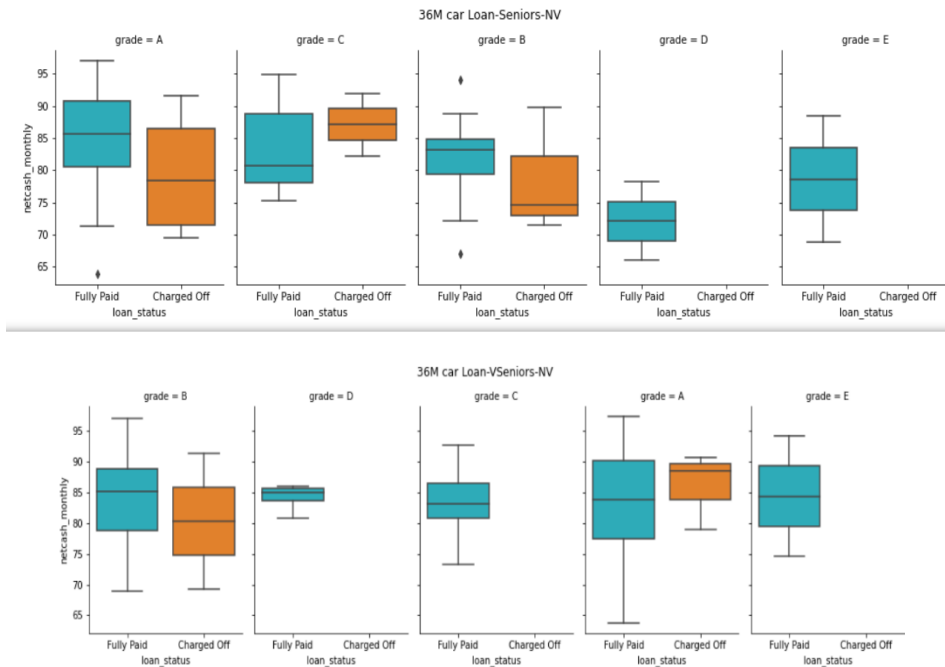 36M car Loan-Seniors-NV
grade = A grade = C grade = B grade = D grade = E
95
90
85
80
75
70
65
netcash_monthly
Fully Paid Charged Off Fully Paid Charged Off Fully Paid Charged Off Fully Paid Charged Off Fully Paid Charged Off
loan_status loan_status loan_status loan_status loan_status
36M car Loan-VSeniors-NV
grade = B grade = D grade = C grade = A grade = E
95
90
85
80
75
70
65
netcash_monthly
Fully Paid Charged Off Fully Paid Charged Off Fully Paid Charged Off Fully Paid Charged Off Fully Paid Charged Off
loan_status loan_status loan_status loan_status loan_status